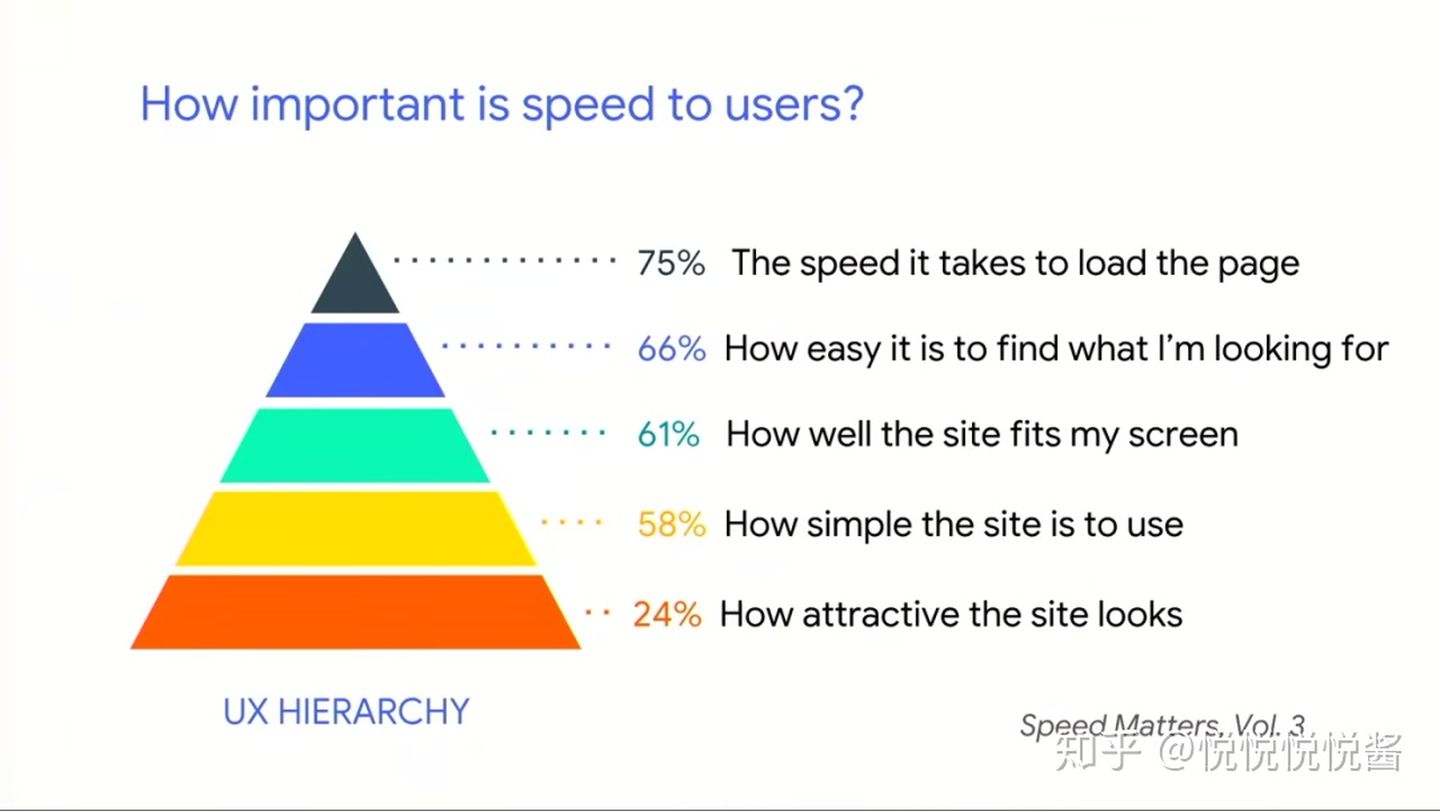 How important is speed to users?
75% The speed it takes to load the page
66% How easy it is to find what I'm looking for
61% How well the site fits my screen
58% How simple the site is to use
24% How attractive the site looks
UX HIERARCHY
Speed Matters, Vol. 3
知乎 @悦悦悦悦酱